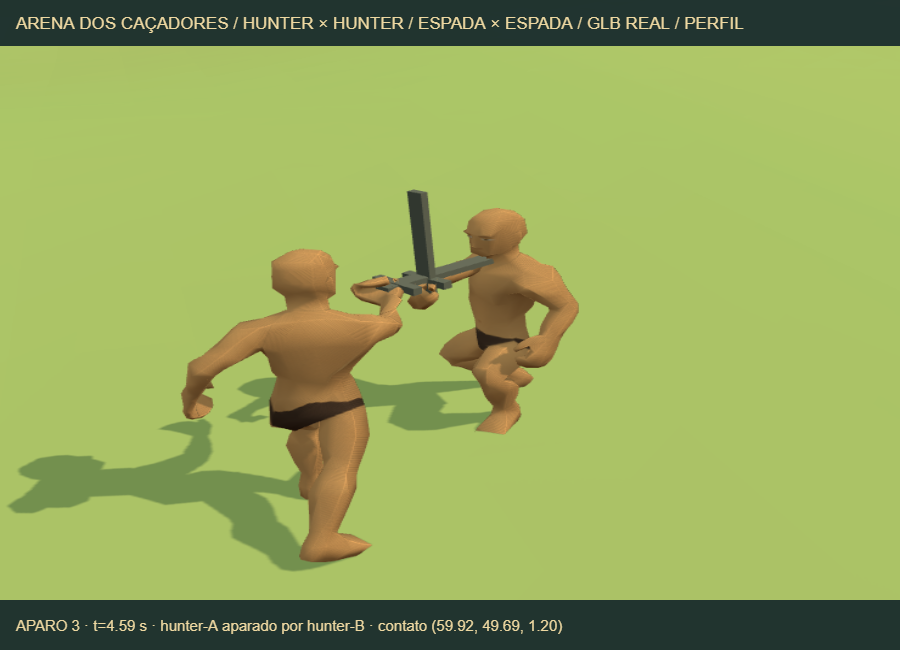 ARENA DOS CAÇADORES / HUNTER × HUNTER / ESPADA × ESPADA / GLB REAL / PERFIL
APARO 3 · t=4.59 s · hunter-A aparado por hunter-B · contato (59.92, 49.69, 1.20)